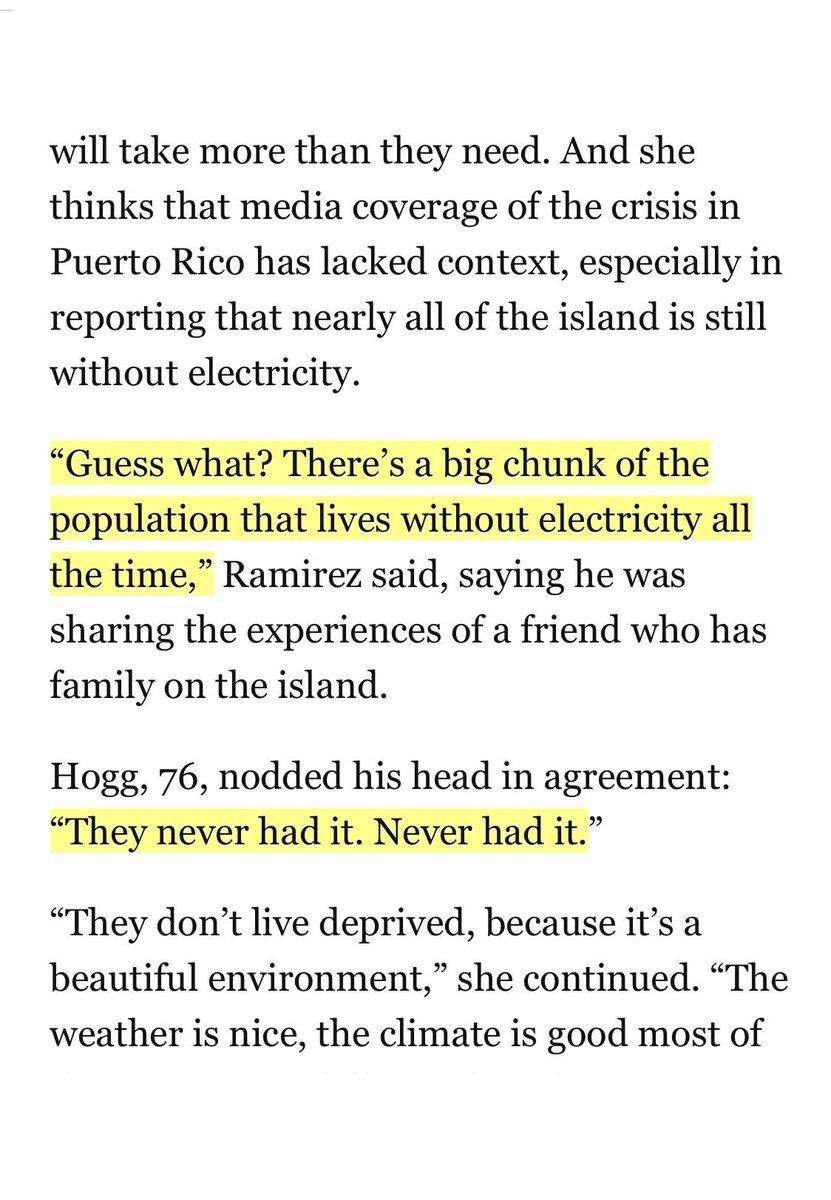 will take more than they need. And she
thinks that media coverage of the crisis in
Puerto Rico has lacked context, especially in
reporting that nearly all of the island is still
without electricity.
“Guess what? There’s a big chunk of the
population that lives without electricity all
the time,” Ramirez said, saying he was
sharing the experiences of a friend who has
family on the island.
Hogg, 76, nodded his head in agreement:
“They never had it. Never had it.”
“They don’t live deprived, because it’s a
beautiful environment,” she continued. “The
weather is nice, the climate is good most of